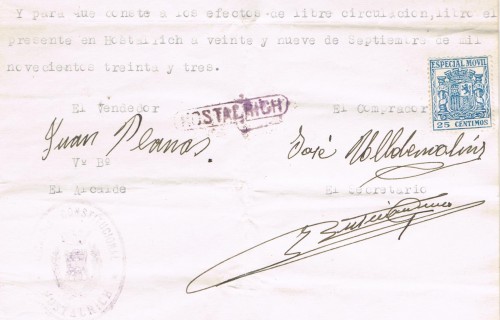 Y para que conste a los efectos de libre circulacion, libro el
presente en Hostalrich a veinte y nueve de Septiembre de mil
novecientos treinta y tres.
El Vendedor
HOSTALRICH
El Comprador
ESPECIAL MOVIL
25 CENTIMOS
Juan Planas.
José
Vº Bº
El Alcalde
El Secretario
CONSTITUCIONAL
HOSTALRICH